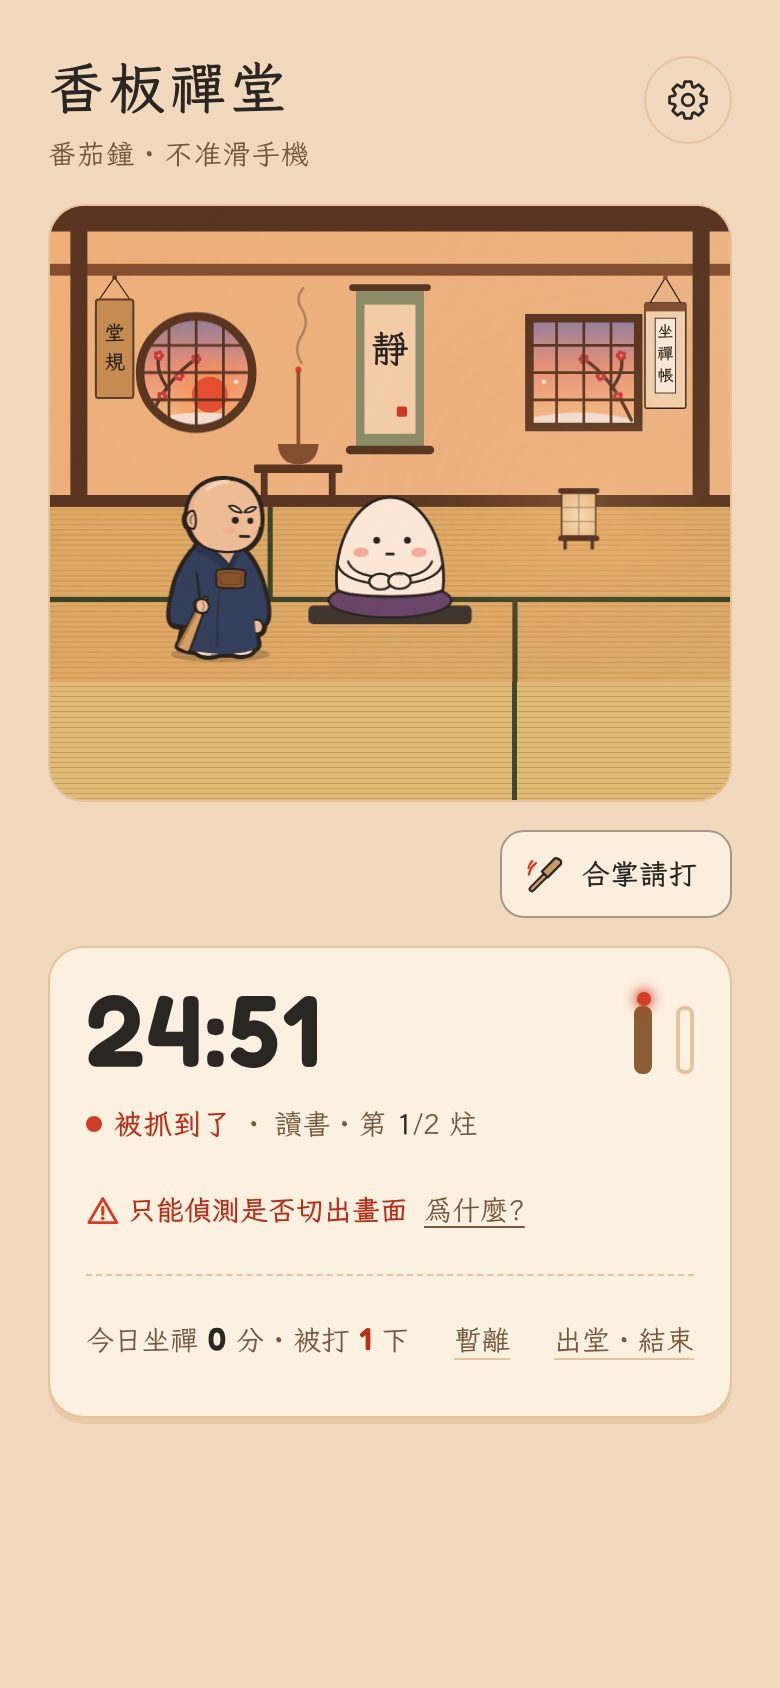 香板禪堂
番茄鐘・不准滑手機
堂規
靜
坐禪帳
合掌請打
24:51
被抓到了・讀書・第 1/2 炷
只能偵測是否切出畫面 為什麼?
今日坐禪 0 分・被打 1 下 暫離 出堂・結束